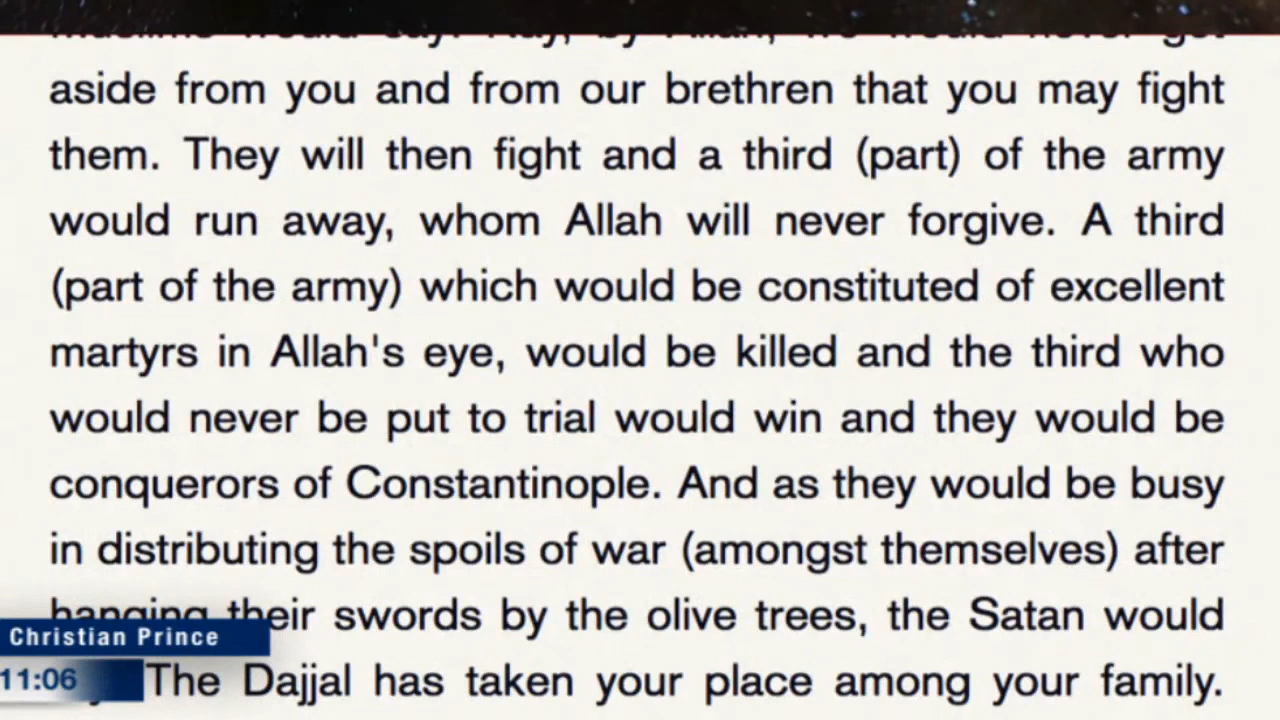 aside from you and from our brethren that you may fight
them. They will then fight and a third (part) of the army
would run away, whom Allah will never forgive. A third
(part of the army) which would be constituted of excellent
martyrs in Allah's eye, would be killed and the third who
would never be put to trial would win and they would be
conquerors of Constantinople. And as they would be busy
in distributing the spoils of war (amongst themselves) after
hanging their swords by the olive trees, the Satan would
Christian Prince
11:06
The Dajjal has taken your place among your family.